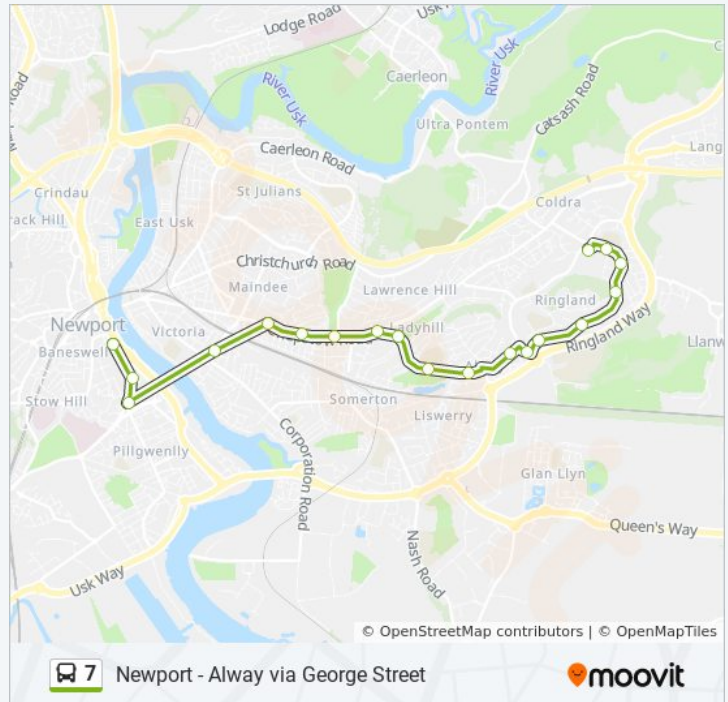 Lodge Road
Usk
Road
Caerleon
River Usk
River Usk
Ultra Pontem
Catsash Road
Caerleon Road
Lang
Crindau
St Julians
Coldra
rack Hill
East Usk
Christchurch Road
Maindee
Lawrence Hill
Ringland
Newport
Victoria
Ladyhill
Ringland Way
Baneswell
Llanw
Stow Hill
Somerton
Liswerry
Pillgwenlly
Corporation Road
Glan Llyn
Queen's Way
Nash Road
Usk Way
© OpenStreetMap contributors | © OpenMapTiles
7 Newport - Alway via George Street
moovit